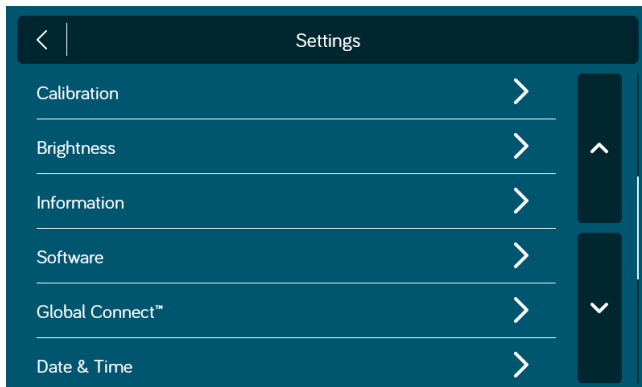 Settings
Calibration
Brightness
Information
Software
Global Connect™
Date & Time